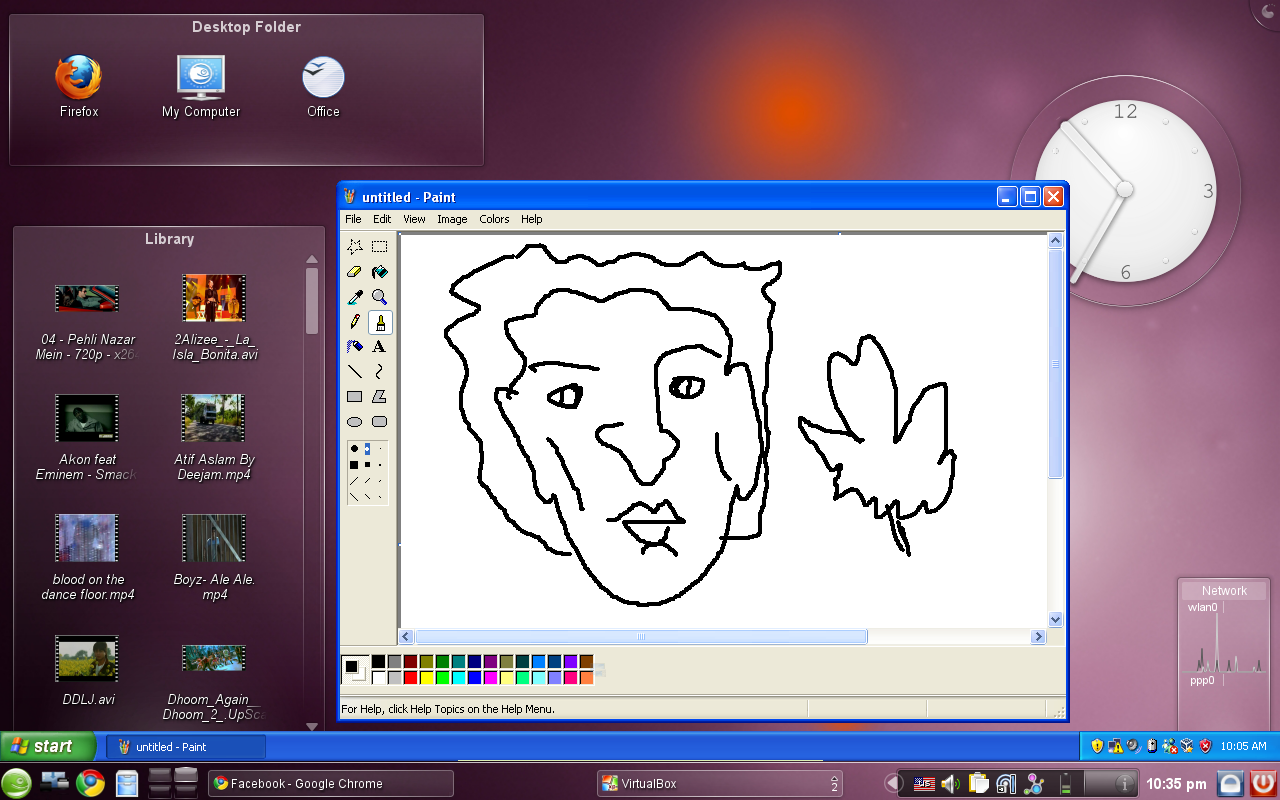 Desktop Folder
Firefox
My Computer
Office
12
3
6
Library
04 - Pehli Nazar
Mein - 720p - x264
2Alizee_-_La_
Isla_Bonita.avi
Akon feat
Eminem - Smack
Atif Aslam By
Deejam.mp4
blood on the
dance floor.mp4
Boyz- Ale Ale.
mp4
DDLJ.avi
Dhoom_Again_
Dhoom_2_.UpSca
untitled - Paint
File Edit View Image Colors Help
A
For Help, click Help Topics on the Help Menu.
Network
wlan0
ppp0
start
untitled - Paint
10:05 AM
Facebook - Google Chrome
VirtualBox
2
10:35 pm